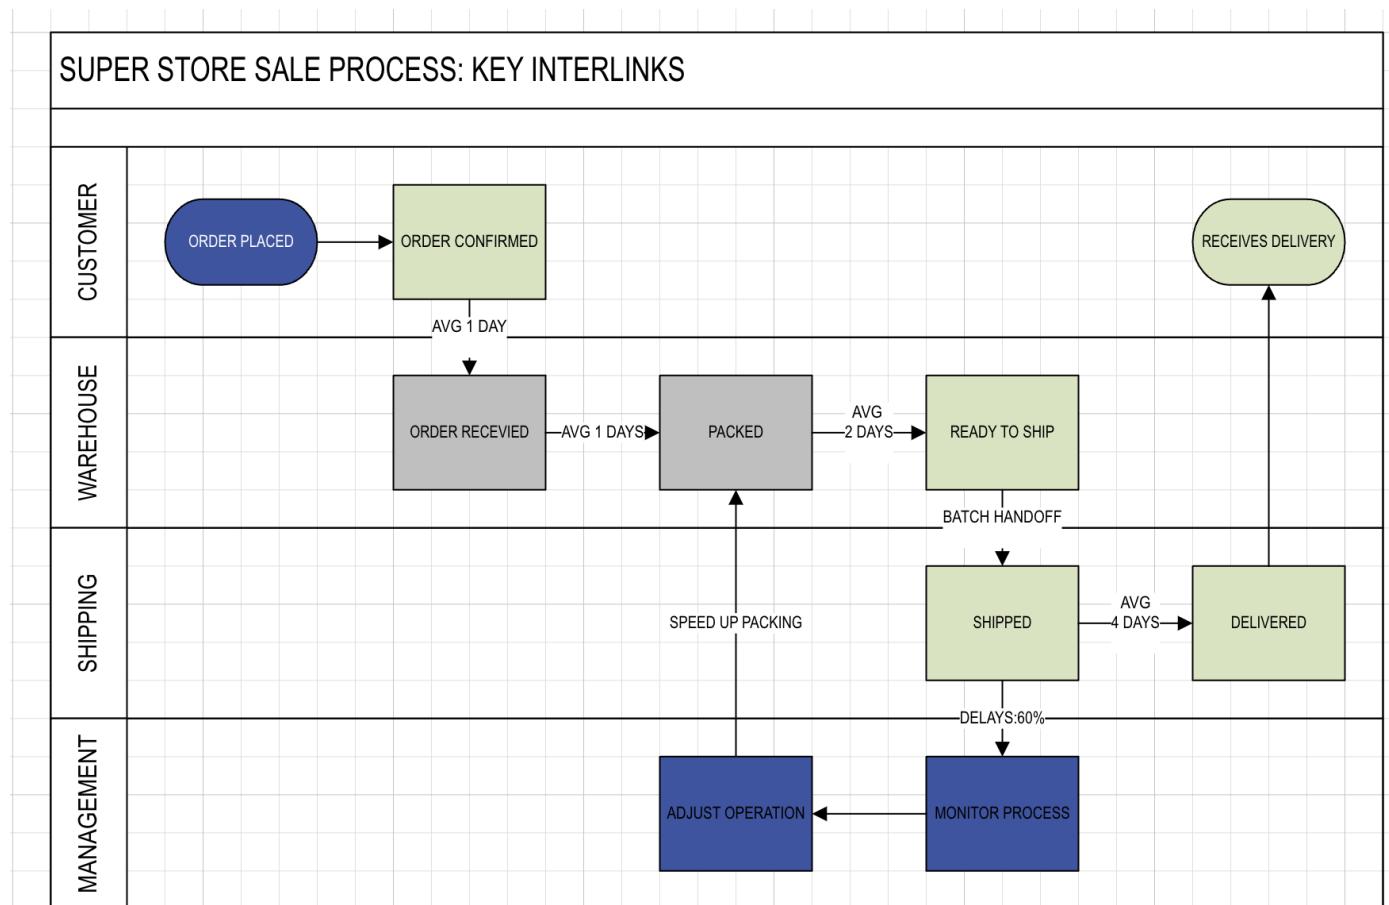 SUPER STORE SALE PROCESS: KEY INTERLINKS
CUSTOMER
ORDER PLACED
ORDER CONFIRMED
RECEIVES DELIVERY
AVG 1 DAY
WAREHOUSE
ORDER RECEVIED
AVG 1 DAYS
PACKED
AVG
2 DAYS
READY TO SHIP
BATCH HANDOFF
SHIPPING
SPEED UP PACKING
SHIPPED
AVG
4 DAYS
DELIVERED
DELAYS:60%
MANAGEMENT
ADJUST OPERATION
MONITOR PROCESS